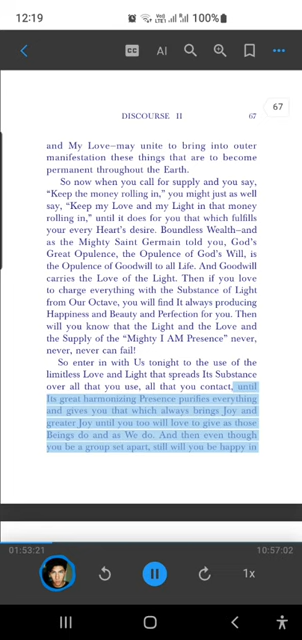 12:19
100%
CC
AI
67
DISCOURSE II 67
and My Love—may unite to bring into outer
manifestation these things that are to become
permanent throughout the Earth.
So now when you call for supply and you say,
“Keep the money rolling in,” you might just as well
say, “Keep my Love and my Light in that money
rolling in,” until it does for you that which fulfills
your every Heart’s desire. Boundless Wealth—and
as the Mighty Saint Germain told you, God’s
Great Opulence, the Opulence of God’s Will, is
the Opulence of Goodwill to all Life. And Goodwill
carries the Love of the Light. Then if you love
to charge everything with the Substance of Light
from Our Octave, you will find It always producing
Happiness and Beauty and Perfection for you. Then
will you know that the Light and the Love and
the Supply of the “Mighty I AM Presence” never,
never, never can fail!
So enter in with Us tonight to the use of the
limitless Love and Light that spreads Its Substance
over all that you use, all that you contact, until
Its great harmonizing Presence purifies everything
and gives you that which always brings Joy and
greater Joy until you too will love to give as those
Beings do and as We do. And then even though
you be a group set apart, still will you be happy in
01:53:21 10:57:02
1x